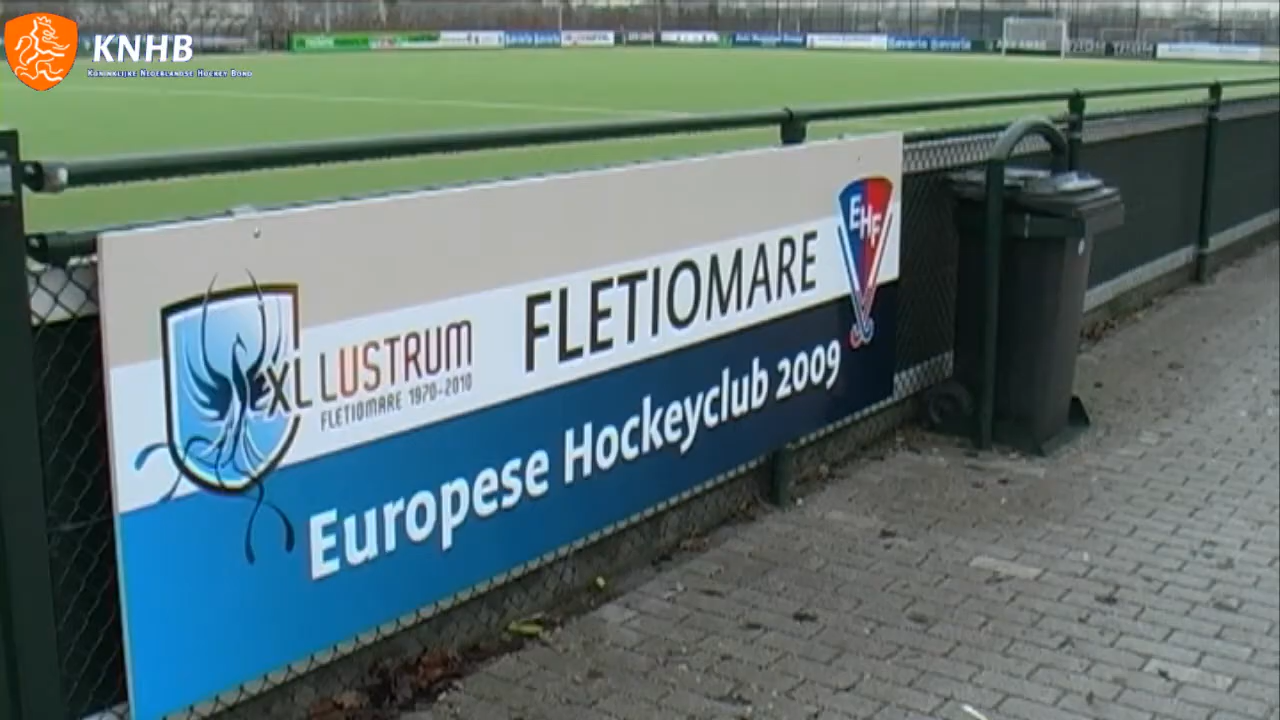 KNHB
Koninklijke Nederlandse Hockey Bond
EHF
FLETIOMARE
XL LUSTRUM
FLETIOMARE 1970-2010
Europese Hockeyclub 2009